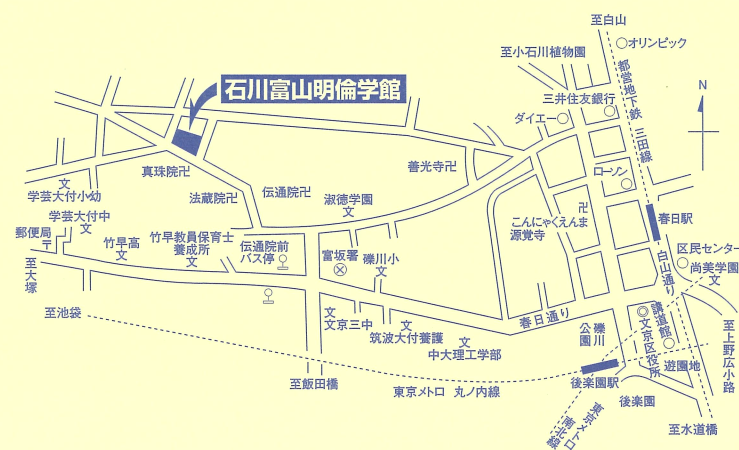 至白山
オリンピック
至小石川植物園
都営地下鉄 三田線
石川富山明倫学館
三井住友銀行
ダイエー
N
善光寺卍
真珠院卍
ローソン
法蔵院卍
伝通院卍
淑徳学園
文
文
学芸大付小幼
学芸大付中
文
卍
こんにゃくえんま
源覚寺
春日駅
郵便局
〒
竹早高
文
竹早教員保育士
養成所
文
伝通院前
バス停
富坂署
礫川小
文
白山通り
区民センター
尚美学園
文
至大塚
至池袋
文
文京三中
文
筑波大付養護
文
中大理工学部
春日通り
礫川
公園
講道館
文京区役所
遊園地
至上野広小路
至飯田橋
東京メトロ 丸ノ内線
後楽園駅
後楽園
東京メトロ
南北線
至水道橋